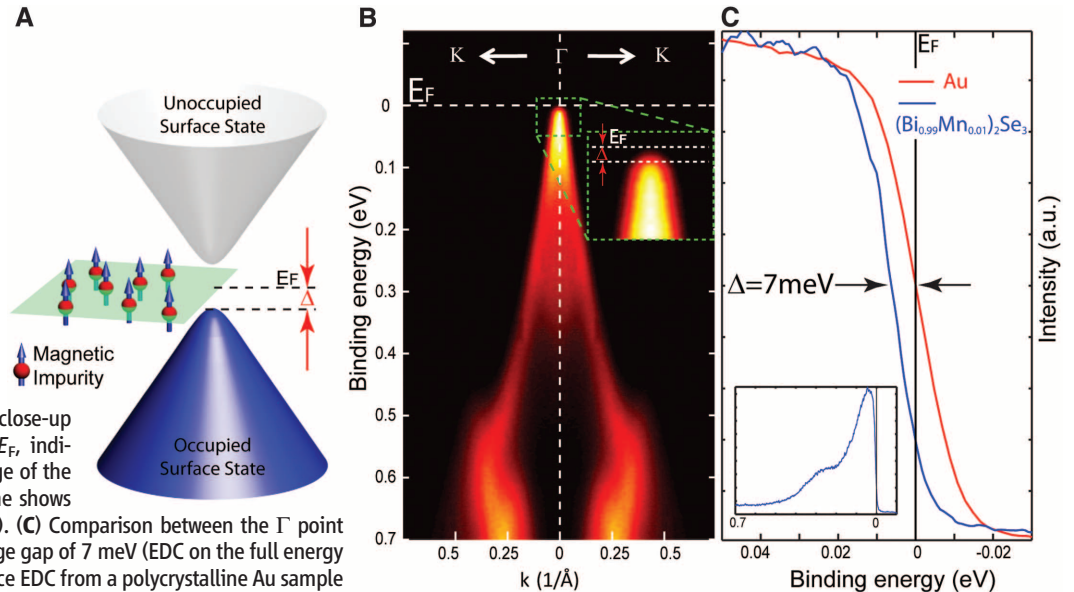 A
Unoccupied
Surface State
E_F
Δ
Magnetic
Impurity
Occupied
Surface State
close-up
E_F, indi-
ge of the
ne shows
). (C) Comparison between the Γ point
ge gap of 7 meV (EDC on the full energy
ce EDC from a polycrystalline Au sample
B
K ← Γ → K
E_F
E_F
Δ
0
0.1
0.2
0.3
0.4
0.5
0.6
0.7
Binding energy (eV)
0.5 0.25 0 0.25 0.5
k (1/Å)
C
E_F
Au
(Bi₀.₉₉Mn₀.₀₁)₂Se₃
Δ=7meV
Intensity (a.u.)
0.7 0
0.04 0.02 0 -0.02
Binding energy (eV)